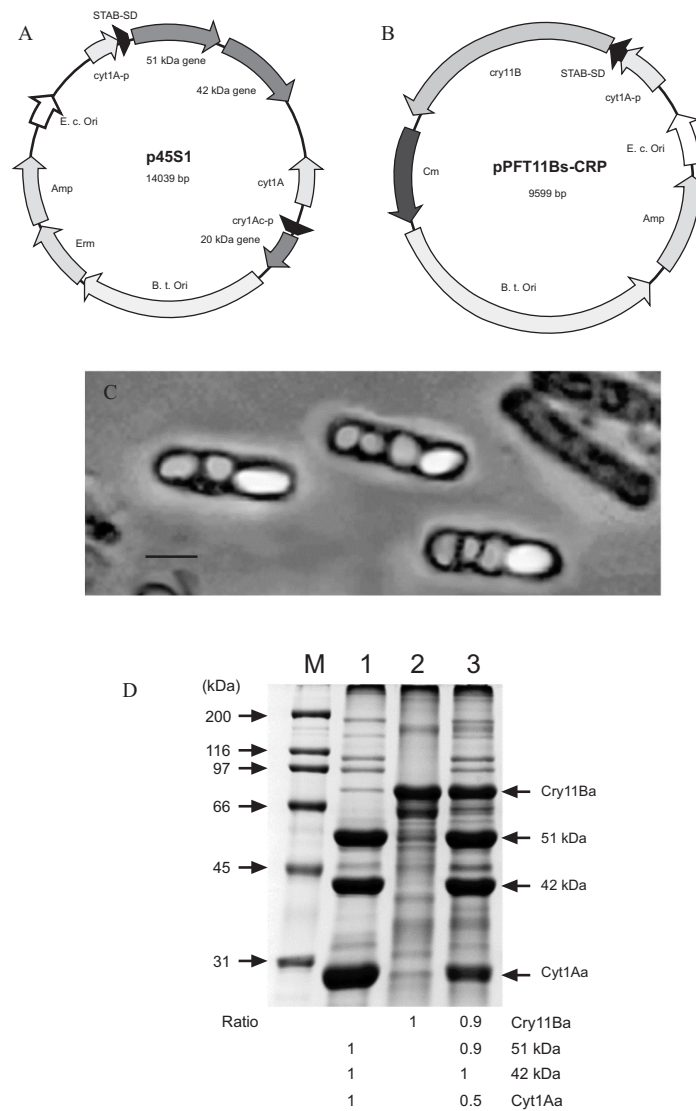 A
STAB-SD
cyt1A-p
51 kDa gene
42 kDa gene
E. c. Ori
p45S1
14039 bp
Amp
cyt1A
cry1Ac-p
20 kDa gene
Erm
B. t. Ori
B
cry11B
STAB-SD
cyt1A-p
E. c. Ori
pPFT11Bs-CRP
9599 bp
Cm
Amp
B. t. Ori
C
D
M 1 2 3
(kDa)
200
116
97
66
45
31
Cry11Ba
51 kDa
42 kDa
Cyt1Aa
Ratio 1 0.9 Cry11Ba
1 0.9 51 kDa
1 1 42 kDa
1 0.5 Cyt1Aa